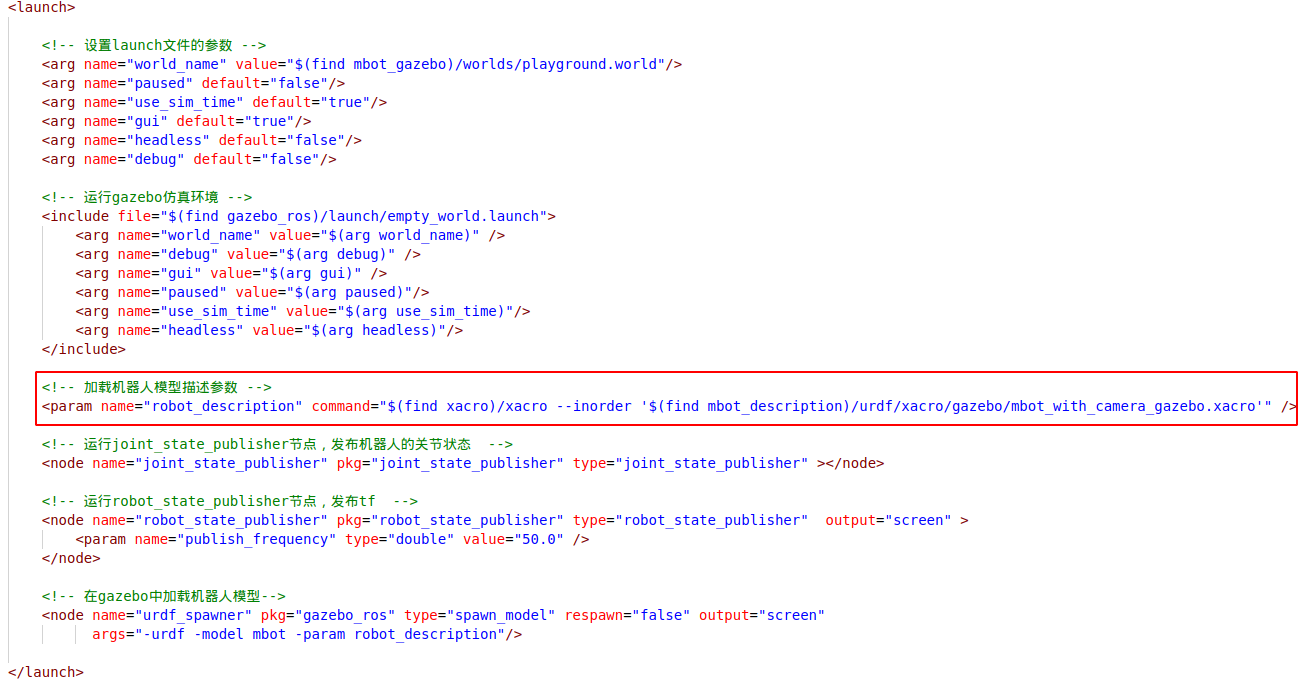 <launch>
<!-- 设置launch文件的参数 -->
<arg name="world_name" value="$(find mbot_gazebo)/worlds/playground.world"/>
<arg name="paused" default="false"/>
<arg name="use_sim_time" default="true"/>
<arg name="gui" default="true"/>
<arg name="headless" default="false"/>
<arg name="debug" default="false"/>
<!-- 运行gazebo仿真环境 -->
<include file="$(find gazebo_ros)/launch/empty_world.launch">
<arg name="world_name" value="$(arg world_name)" />
<arg name="debug" value="$(arg debug)" />
<arg name="gui" value="$(arg gui)" />
<arg name="paused" value="$(arg paused)"/>
<arg name="use_sim_time" value="$(arg use_sim_time)"/>
<arg name="headless" value="$(arg headless)"/>
</include>
<!-- 加载机器人模型描述参数 -->
<param name="robot_description" command="$(find xacro)/xacro --inorder '$(find mbot_description)/urdf/xacro/gazebo/mbot_with_camera_gazebo.xacro'" />
<!-- 运行joint_state_publisher节点，发布机器人的关节状态  -->
<node name="joint_state_publisher" pkg="joint_state_publisher" type="joint_state_publisher" ></node>
<!-- 运行robot_state_publisher节点，发布tf  -->
<node name="robot_state_publisher" pkg="robot_state_publisher" type="robot_state_publisher"  output="screen" >
<param name="publish_frequency" type="double" value="50.0" />
</node>
<!-- 在gazebo中加载机器人模型-->
<node name="urdf_spawner" pkg="gazebo_ros" type="spawn_model" respawn="false" output="screen"
args="-urdf -model mbot -param robot_description"/>
</launch>